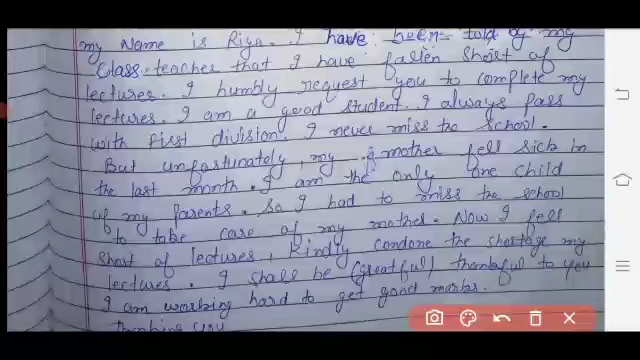 my Name is Riya. I have been told by my
Class-teacher that I have fallen short of
lectures. I humbly request you to complete my
lectures. I am a good student. I always pass
with first division. I never miss the school.
But unfortunately, my mother fell sick in
the last month. I am the only one child
of my parents. So I had to miss the school
to take care of my mother. Now I fell
short of lectures, Kindly condone the shortage my
lectures. I shall be (greatful) thankful to you
I am working hard to get good marks.
Thanking you